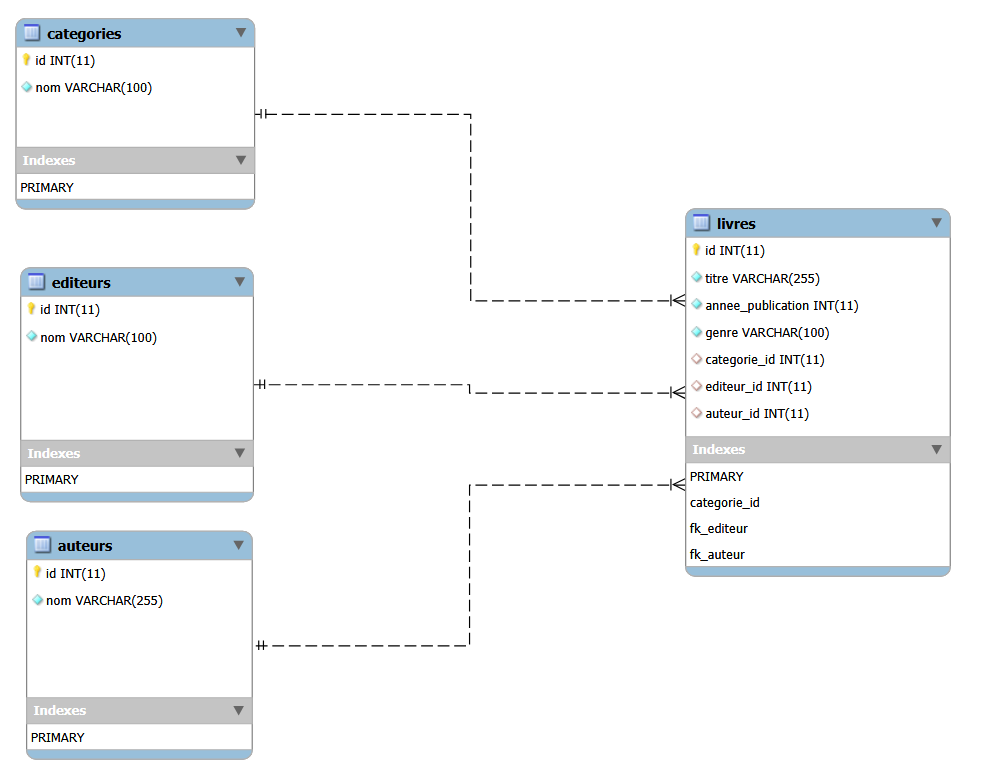 categories
id INT(11)
nom VARCHAR(100)
Indexes
PRIMARY
editeurs
id INT(11)
nom VARCHAR(100)
Indexes
PRIMARY
auteurs
id INT(11)
nom VARCHAR(255)
Indexes
PRIMARY
livres
id INT(11)
titre VARCHAR(255)
annee_publication INT(11)
genre VARCHAR(100)
categorie_id INT(11)
editeur_id INT(11)
auteur_id INT(11)
Indexes
PRIMARY
categorie_id
fk_editeur
fk_auteur